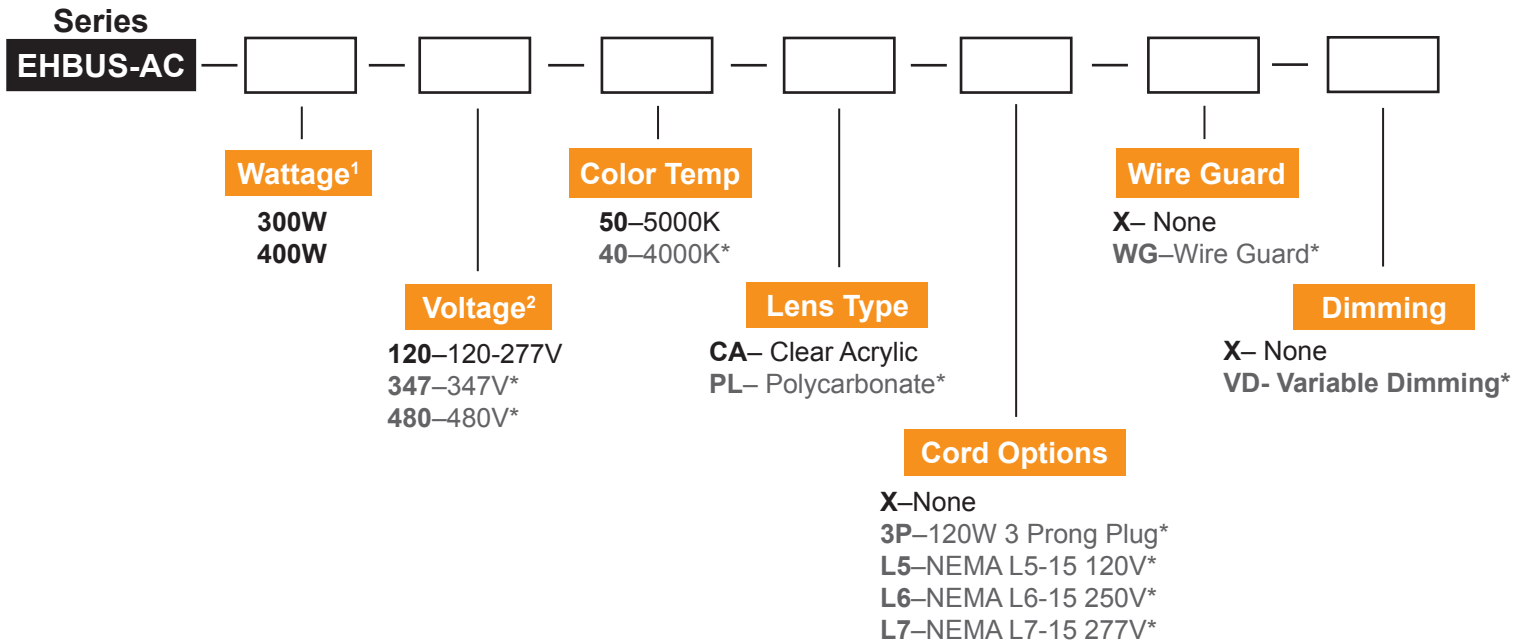 Series
EHBUS-AC
Wattage¹
300W
400W
Voltage²
120–120-277V
347–347V*
480–480V*
Color Temp
50–5000K
40–4000K*
Lens Type
CA– Clear Acrylic
PL– Polycarbonate*
Cord Options
X–None
3P–120W 3 Prong Plug*
L5–NEMA L5-15 120V*
L6–NEMA L6-15 250V*
L7–NEMA L7-15 277V*
Wire Guard
X– None
WG–Wire Guard*
Dimming
X– None
VD- Variable Dimming*